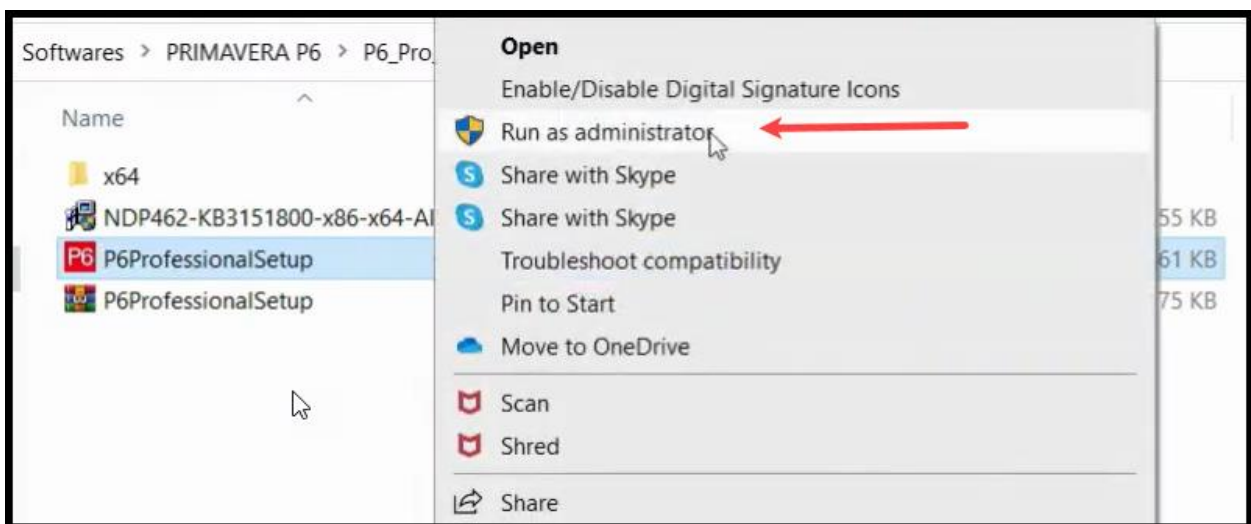 Softwares > PRIMAVERA P6 > P6_Pro_
Name
x64
NDP462-KB3151800-x86-x64-Al
P6 P6ProfessionalSetup
P6ProfessionalSetup
Open
Enable/Disable Digital Signature Icons
Run as administrator
Share with Skype
Share with Skype
Troubleshoot compatibility
Pin to Start
Move to OneDrive
Scan
Shred
Share
55 KB
61 KB
75 KB